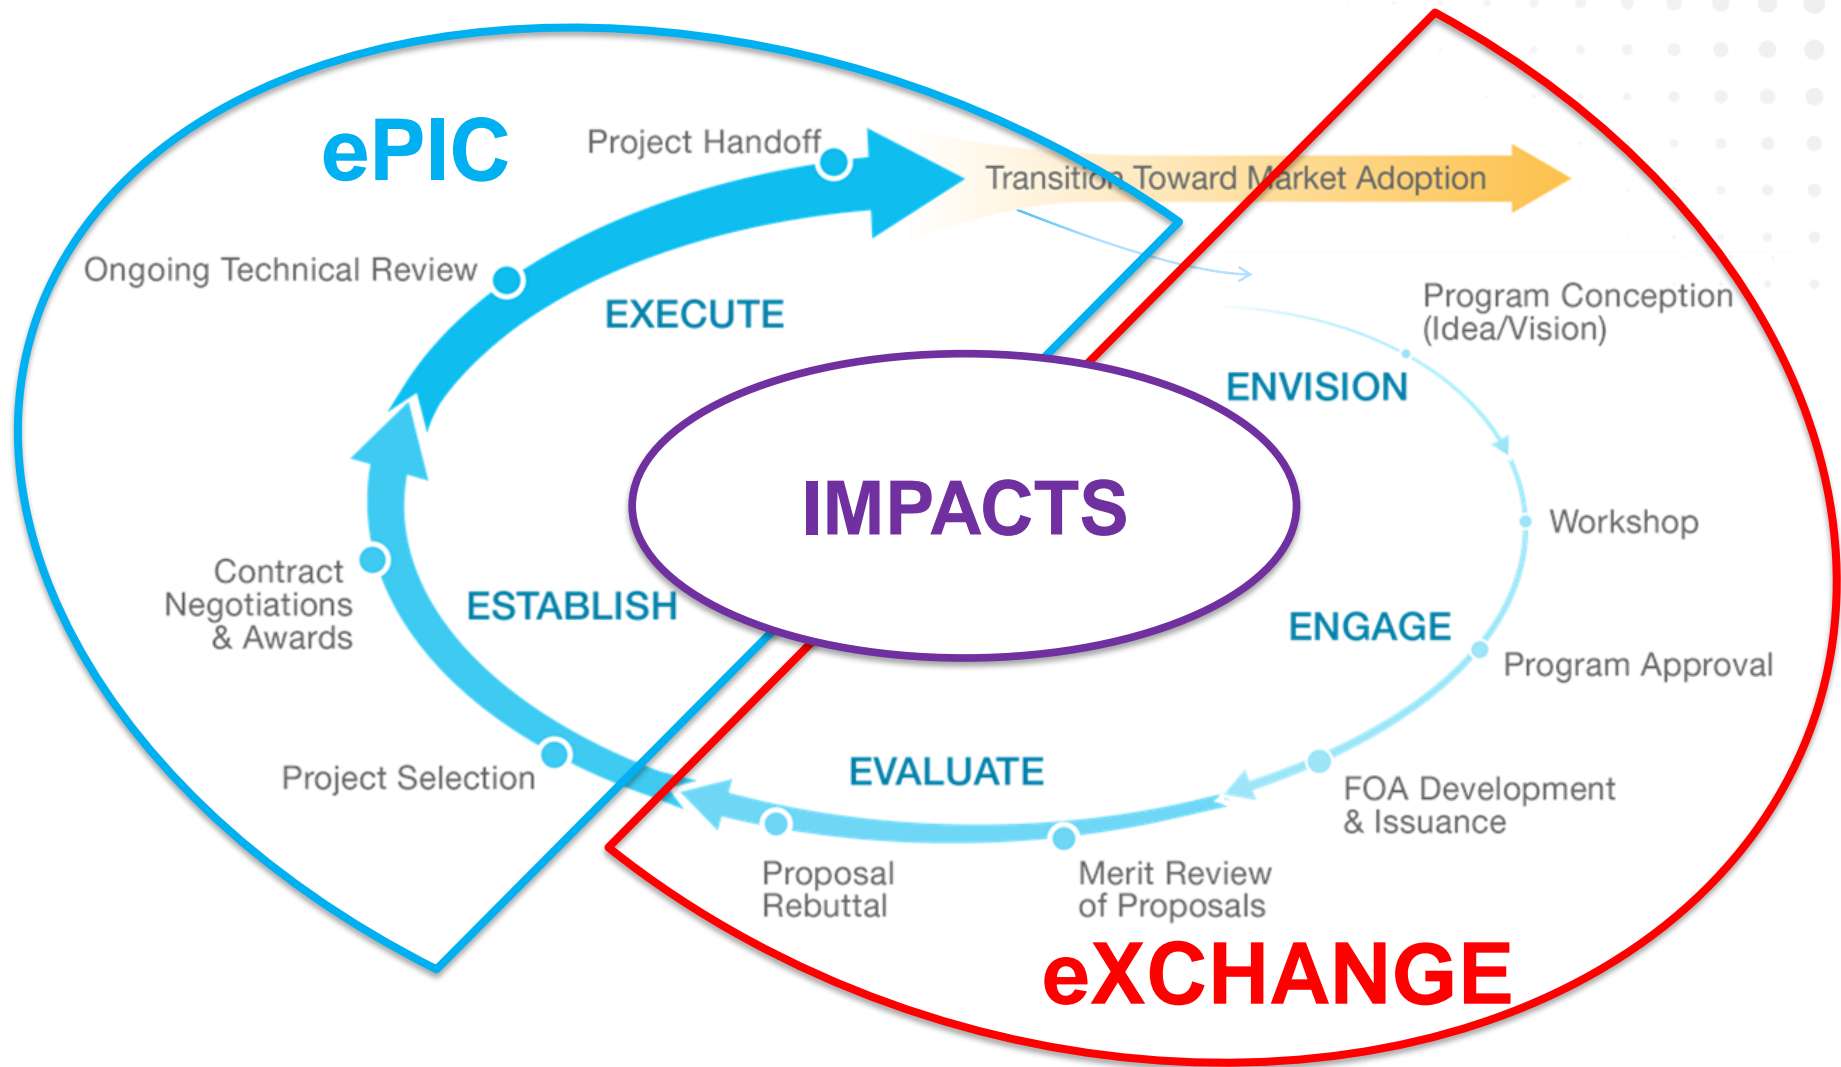 ePIC
Project Handoff
Transition Toward Market Adoption
Ongoing Technical Review
EXECUTE
Program Conception
(Idea/Vision)
ENVISION
IMPACTS
Workshop
Contract
Negotiations
& Awards
ESTABLISH
ENGAGE
Program Approval
Project Selection
EVALUATE
FOA Development
& Issuance
Proposal
Rebuttal
Merit Review
of Proposals
eXCHANGE